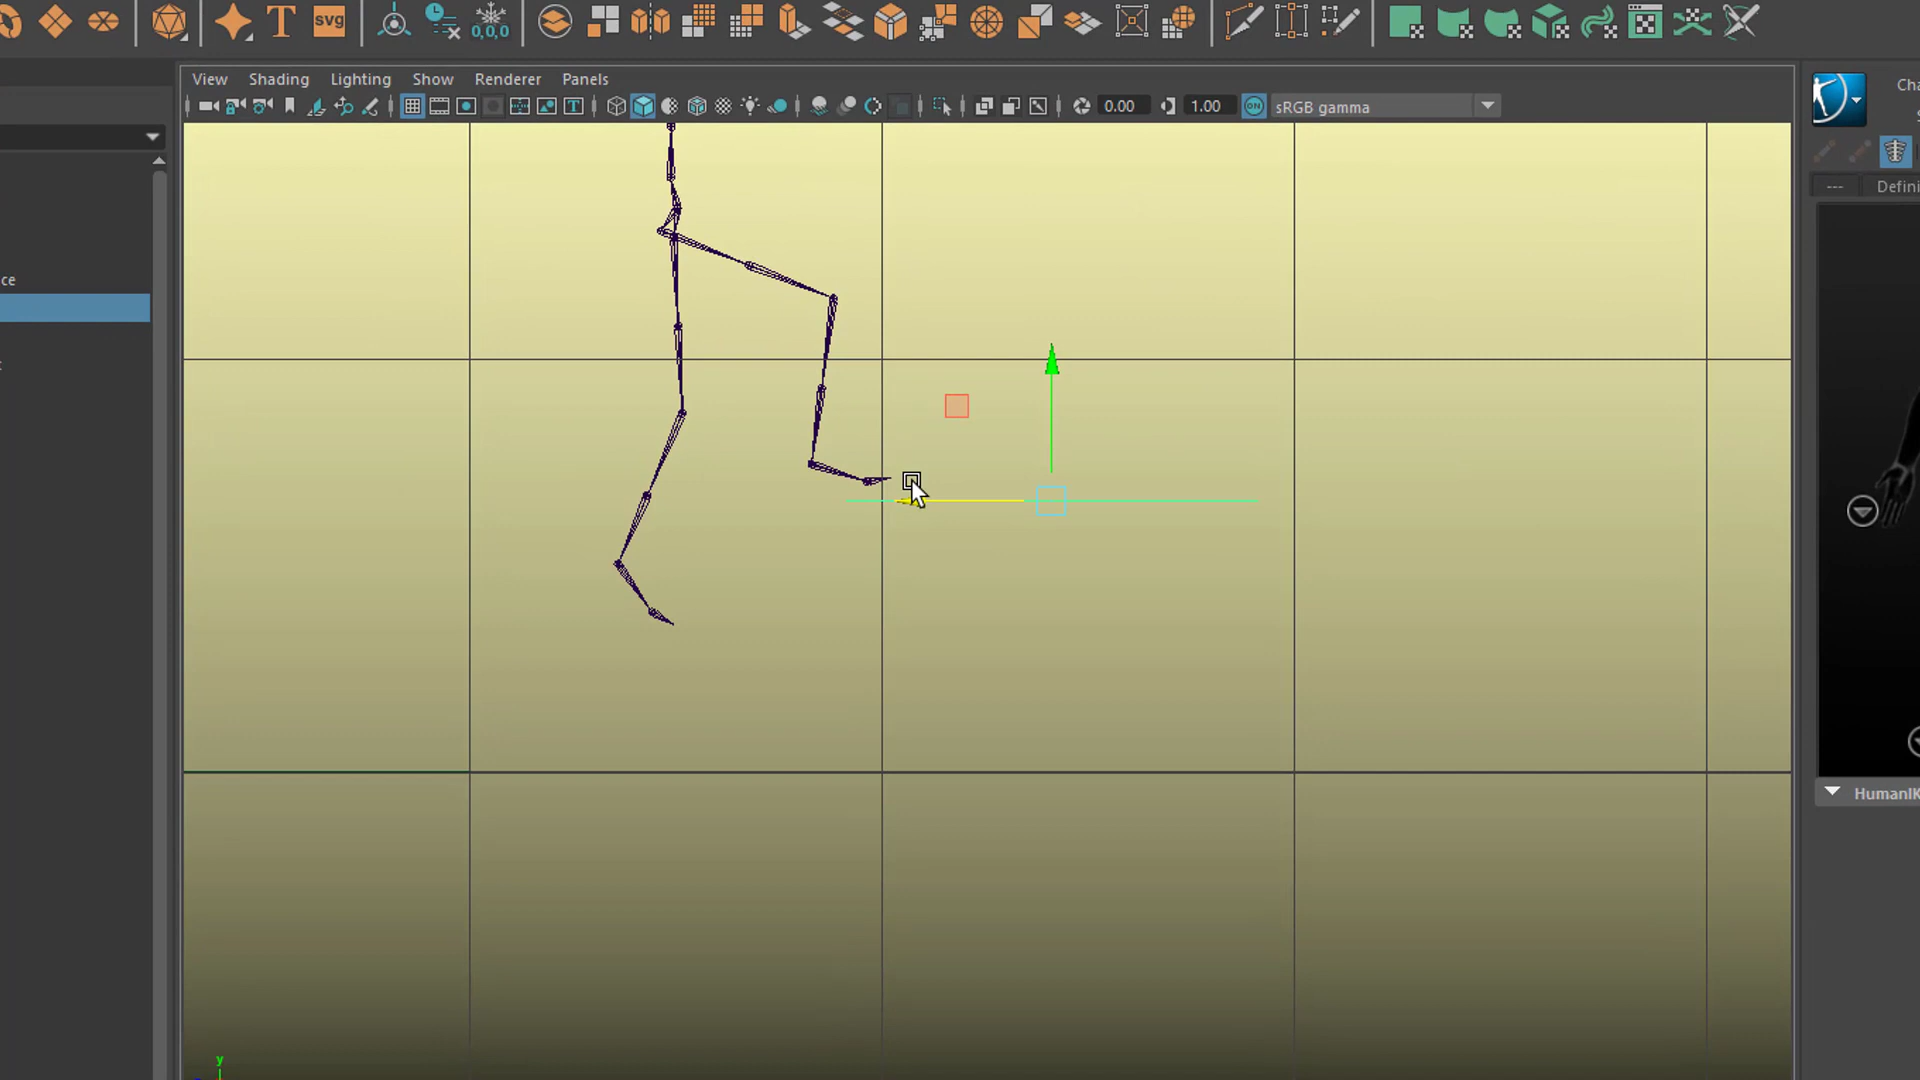 T
svg
0,0,0
Cha
S
View Shading Lighting Show Renderer Panels
T
0.00 1.00 ON sRGB gamma
--- Defini
ce
HumanIK
y